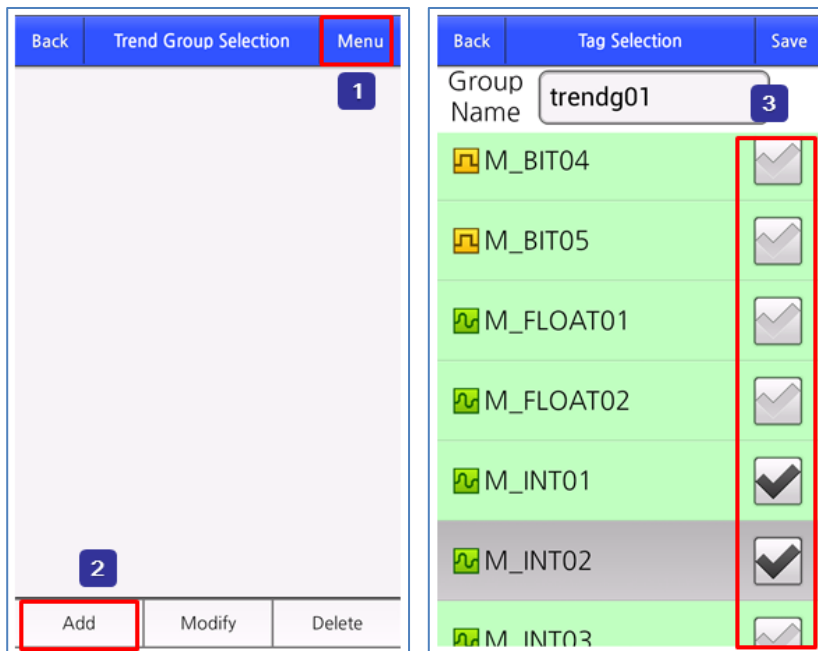 Back Trend Group Selection Menu
1
2
Add Modify Delete
Back Tag Selection Save
Group
Name
trendg01
3
M_BIT04
M_BIT05
M_FLOAT01
M_FLOAT02
M_INT01
M_INT02
M_INT03